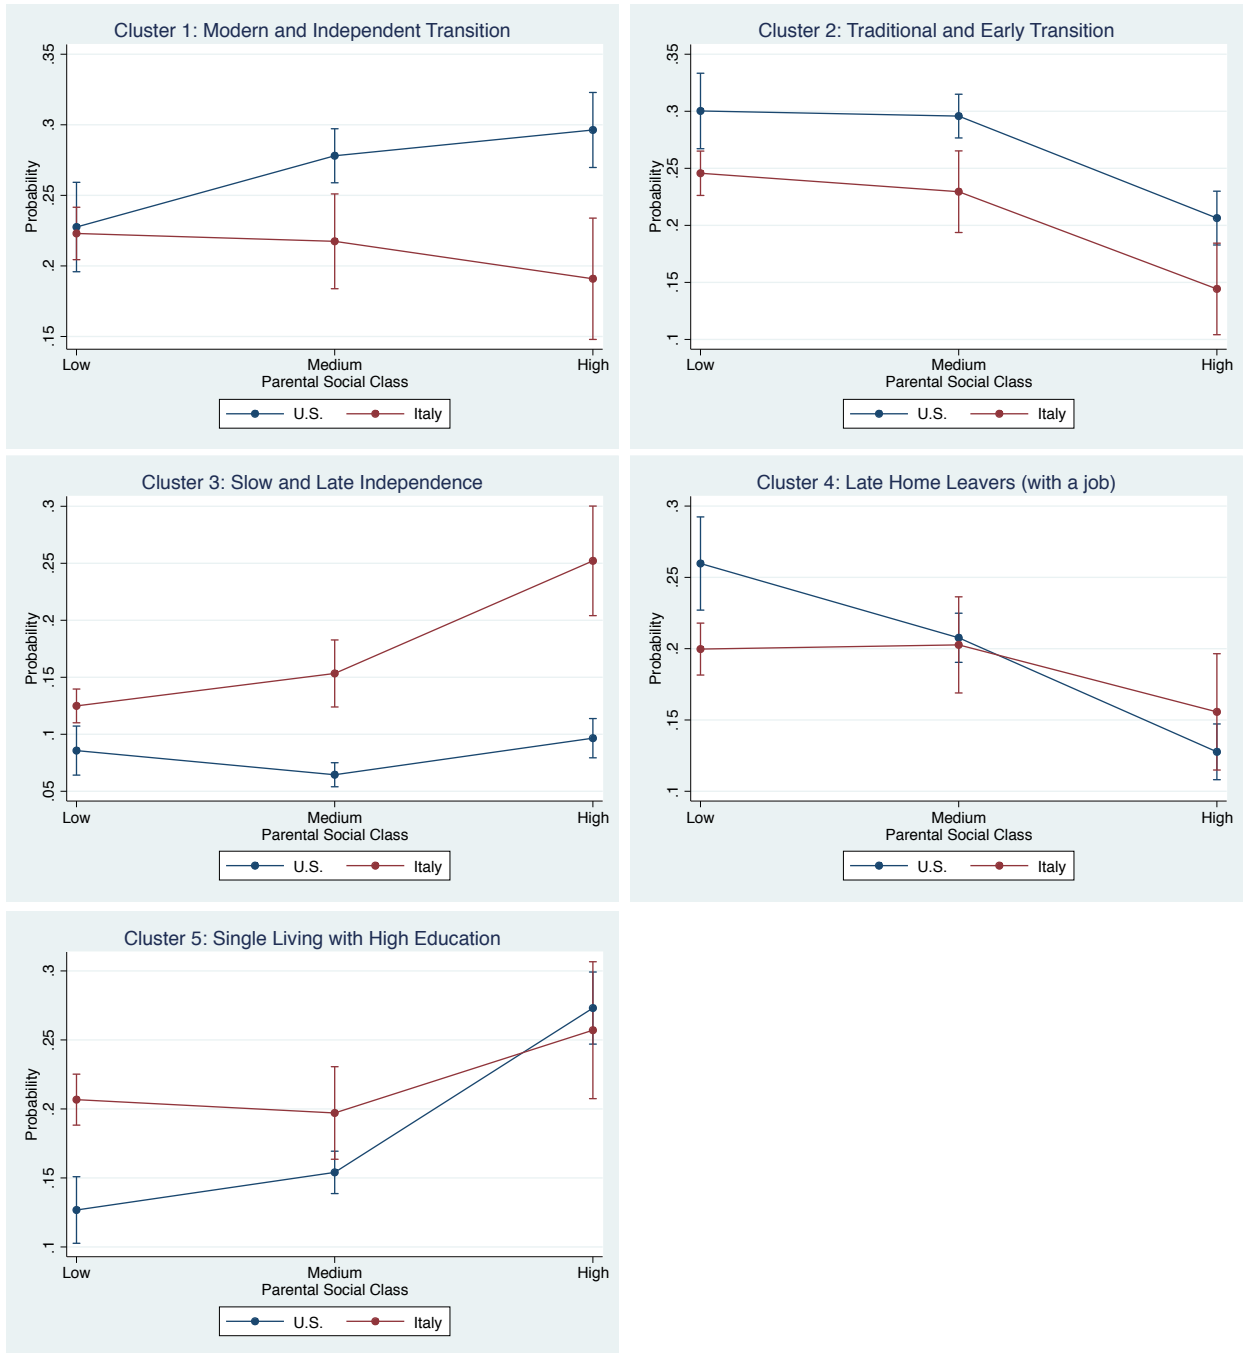 Cluster 1: Modern and Independent Transition
Probability
.35
.3
.25
.2
.15
Low Medium High
Parental Social Class
U.S. Italy
Cluster 2: Traditional and Early Transition
Probability
.35
.3
.25
.2
.15
.1
Low Medium High
Parental Social Class
U.S. Italy
Cluster 3: Slow and Late Independence
Probability
.3
.25
.2
.15
.1
.05
Low Medium High
Parental Social Class
U.S. Italy
Cluster 4: Late Home Leavers (with a job)
Probability
.3
.25
.2
.15
.1
Low Medium High
Parental Social Class
U.S. Italy
Cluster 5: Single Living with High Education
Probability
.3
.25
.2
.15
.1
Low Medium High
Parental Social Class
U.S. Italy